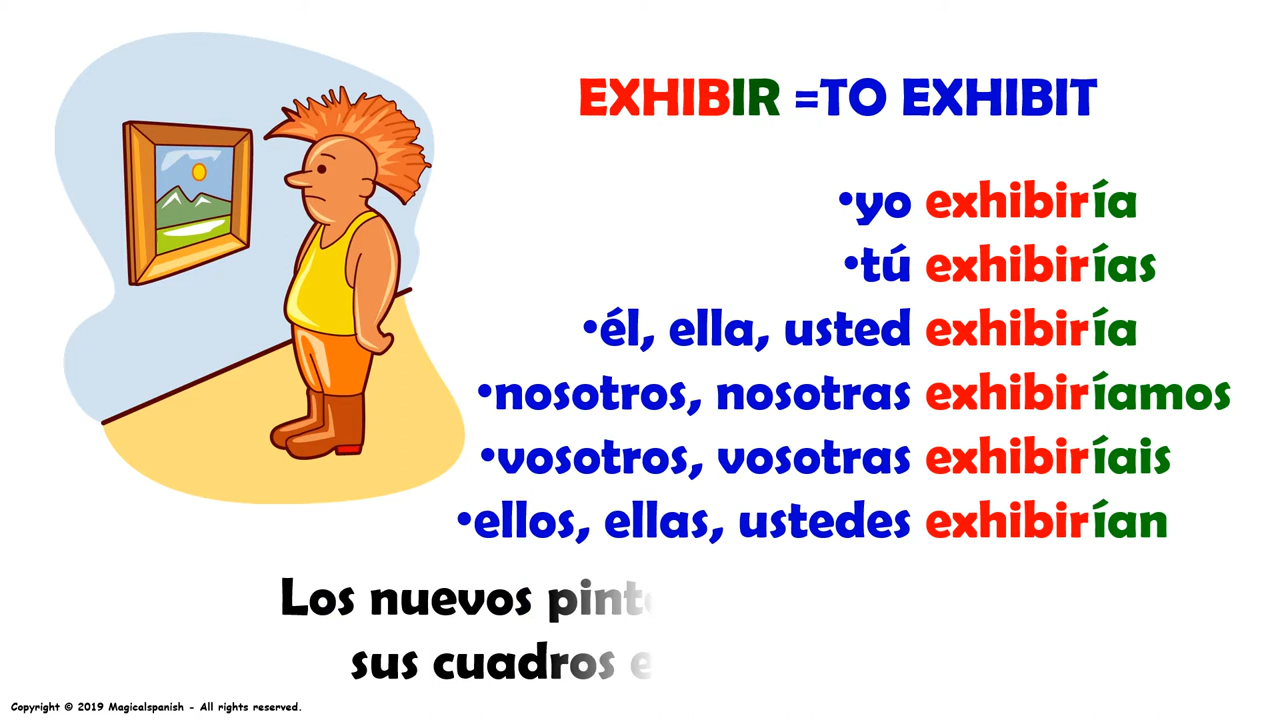 EXHIBIR =TO EXHIBIT
•yo exhibiría
•tú exhibirías
•él, ella, usted exhibiría
•nosotros, nosotras exhibiríamos
•vosotros, vosotras exhibiríais
•ellos, ellas, ustedes exhibirían
Los nuevos
sus cuadros
Copyright © 2019 Magicalspanish - All rights reserved.